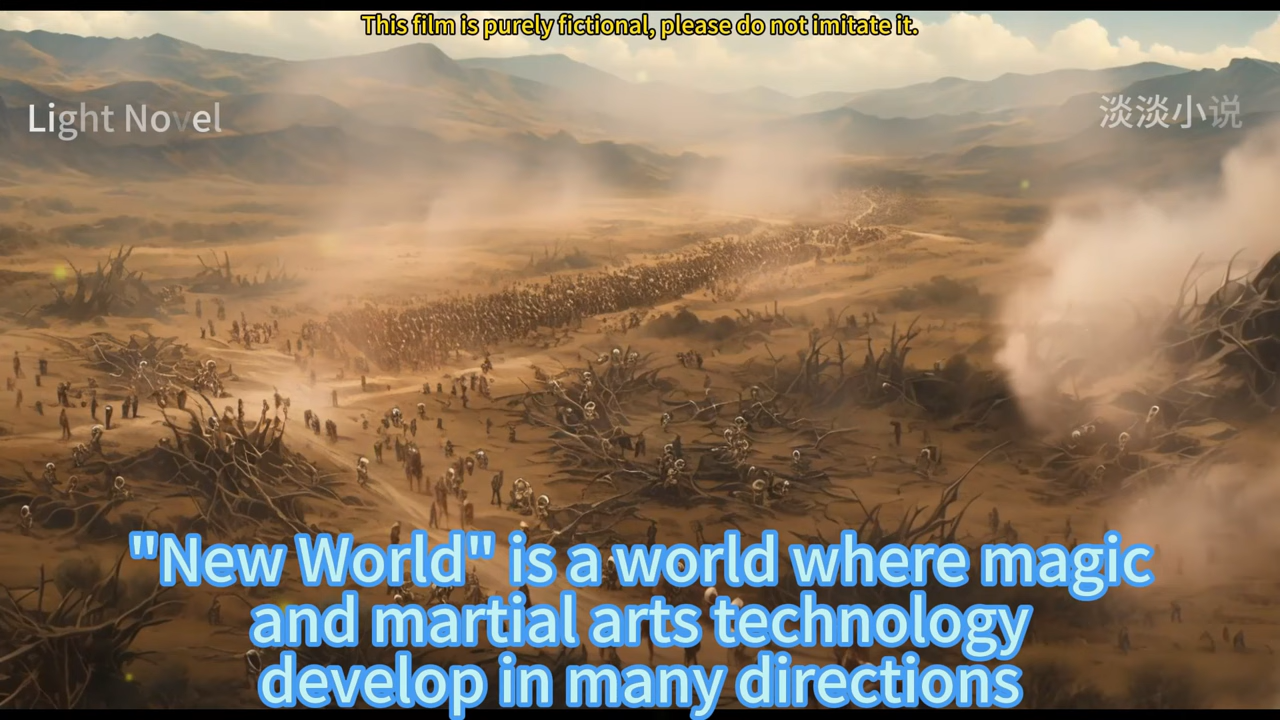 This film is purely fictional, please do not imitate it.
Light Novel
淡淡小说
"New World" is a world where magic
and martial arts technology
develop in many directions